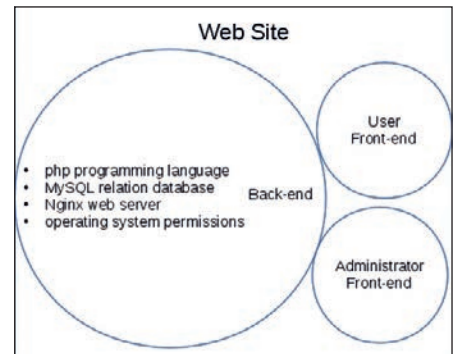 Web Site
• php programming language
• MySQL relation database
• Nginx web server
• operating system permissions
Back-end
User
Front-end
Administrator
Front-end